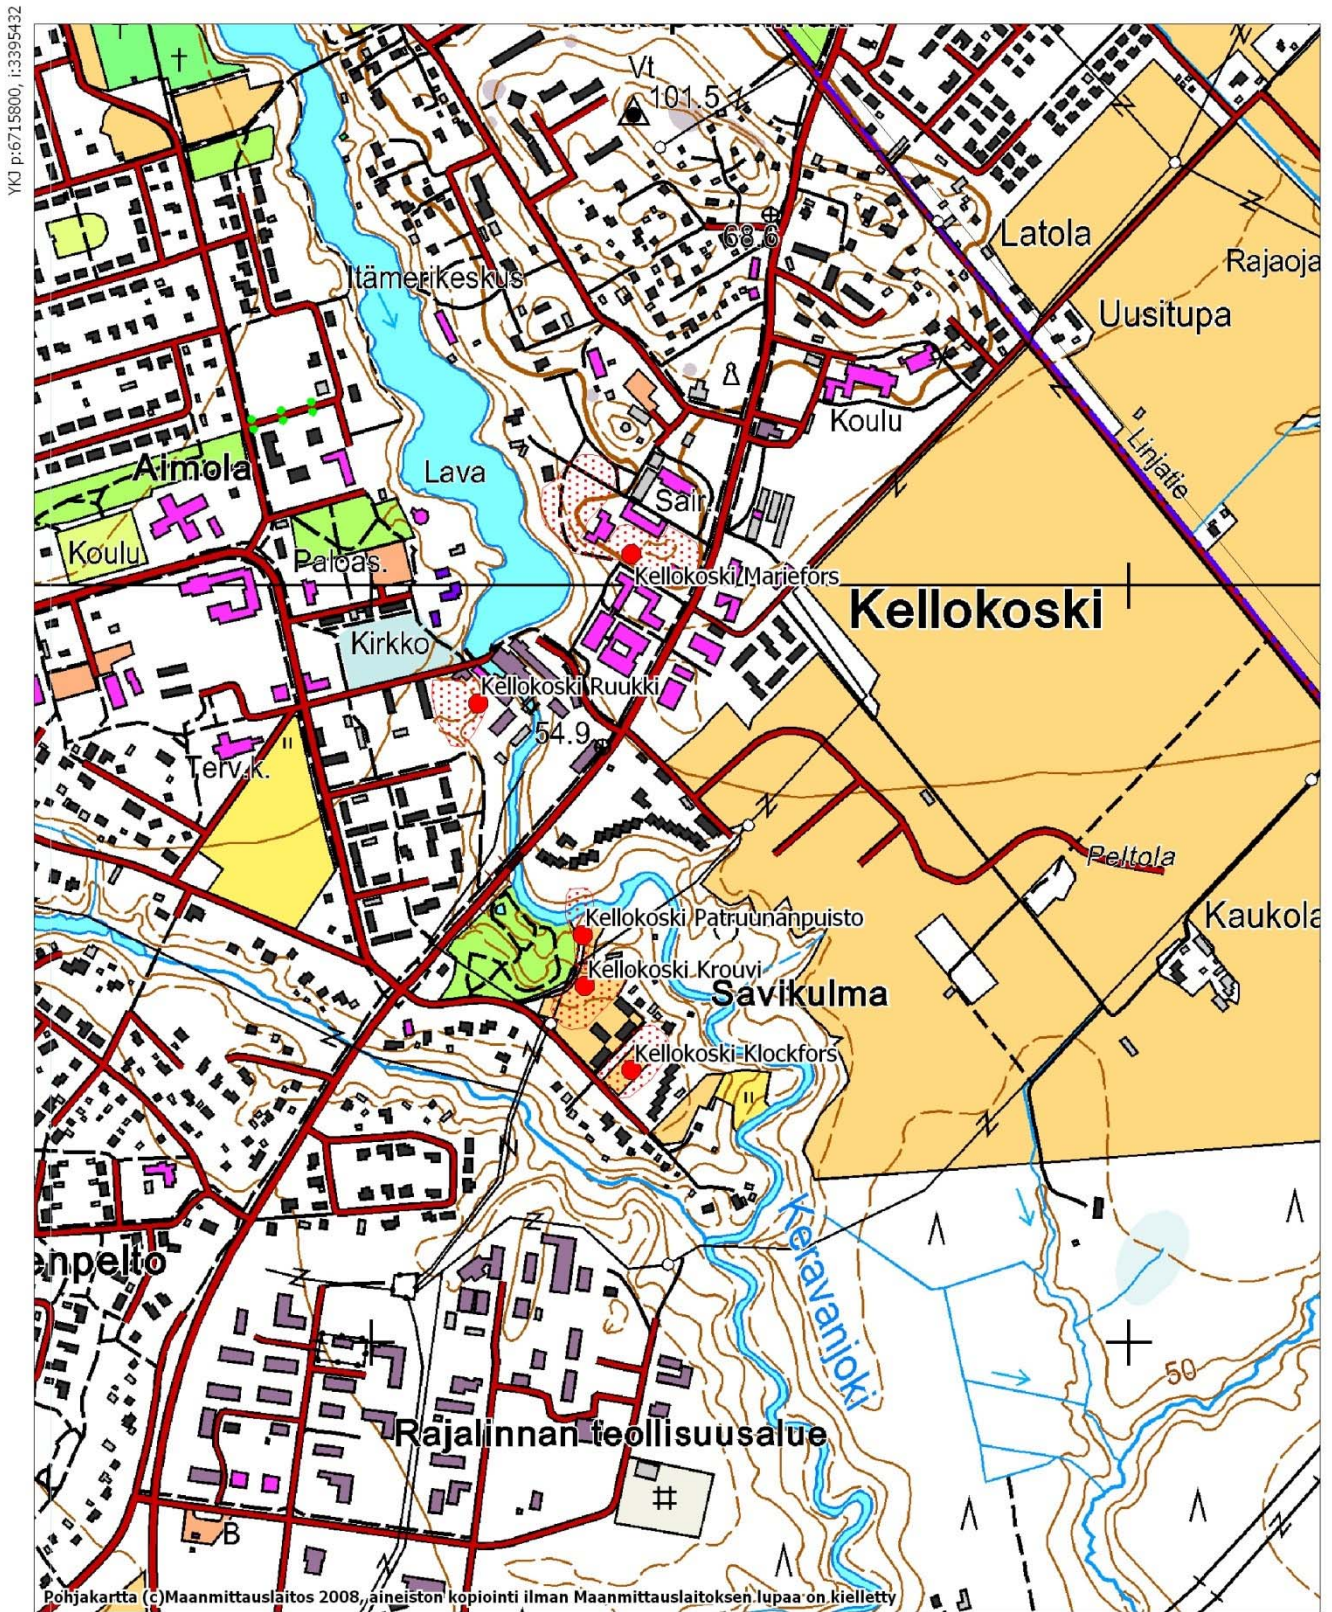 YKJ p:6715800, i:3395432
Vt
101.5
Latola
68.6
Rajaoja
Itämerikeskus
Uusitupa
Koulu
Linjatie
Aimola
Lava
Sair.
Koulu
Paloas.
Kellokoski Mariefors
Kellokoski
Kirkko
Kellokoski Ruukki
54.9
Terv.k.
Peltola
Kellokoski Patruunanpuisto
Kaukola
Kellokoski Krouvi
Savikulma
Kellokoski Klockfors
Keravanjoki
enpelto
50
Rajalinnan teollisuusalue
B
Pohjakartta (c)Maanmittauslaitos 2008, aineiston kopiointi ilman Maanmittauslaitoksen lupaa on kielletty